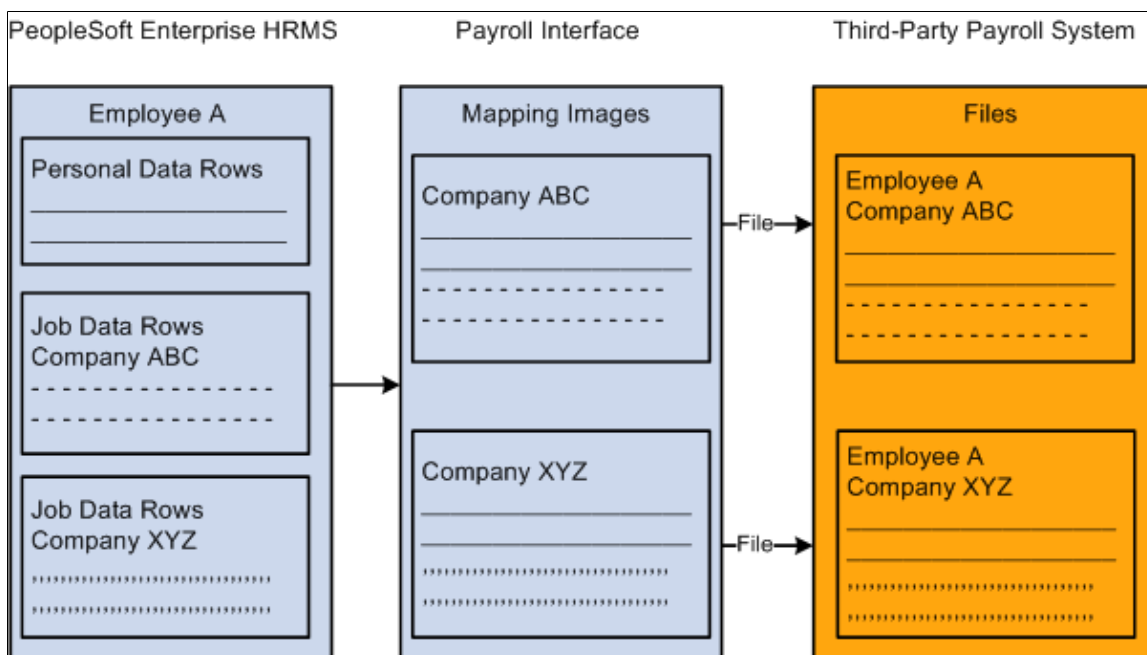 PeopleSoft Enterprise HRMS
Payroll Interface
Third-Party Payroll System
Employee A
Personal Data Rows
Job Data Rows
Company ABC
Job Data Rows
Company XYZ
Mapping Images
Company ABC
Company XYZ
File
File
Files
Employee A
Company ABC
Employee A
Company XYZ